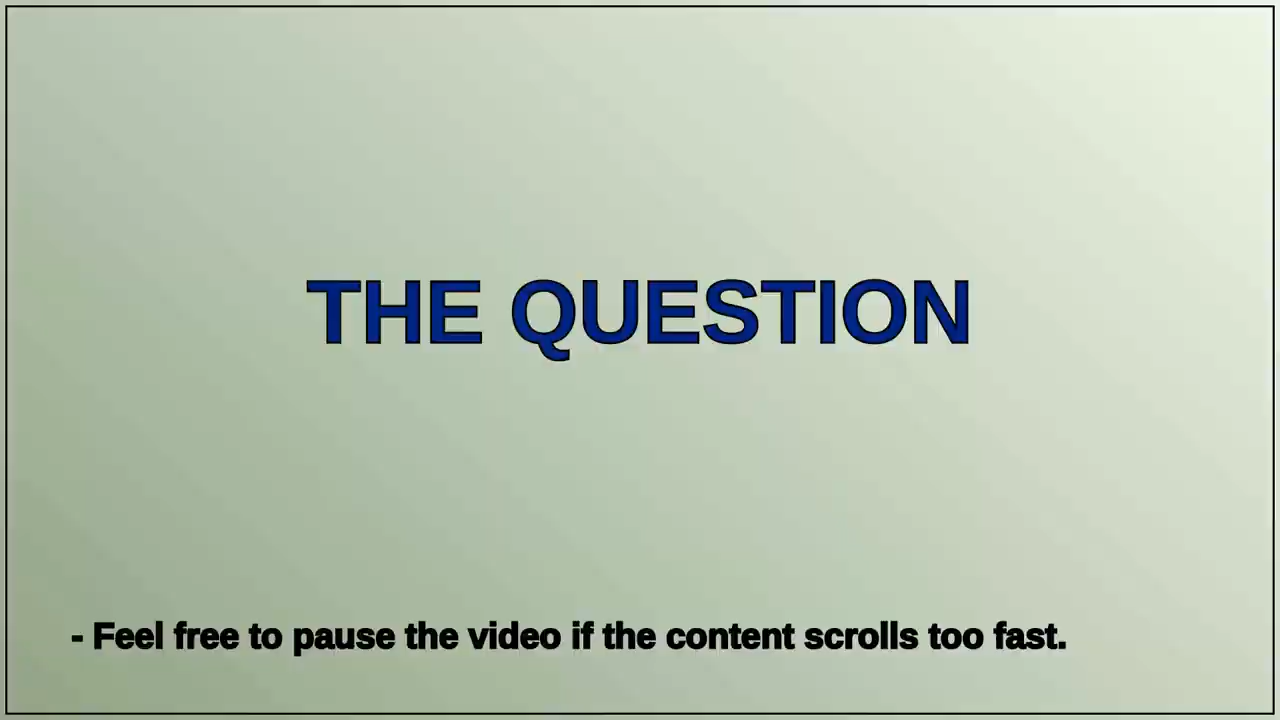 THE QUESTION
- Feel free to pause the video if the content scrolls too fast.